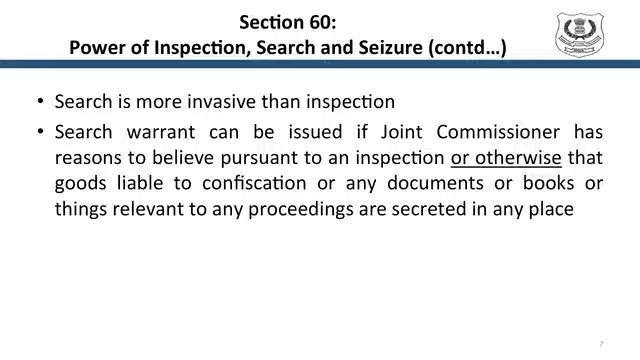 Section 60:
Power of Inspection, Search and Seizure (contd…)
• Search is more invasive than inspection
• Search warrant can be issued if Joint Commissioner has
reasons to believe pursuant to an inspection or otherwise that
goods liable to confiscation or any documents or books or
things relevant to any proceedings are secreted in any place
7